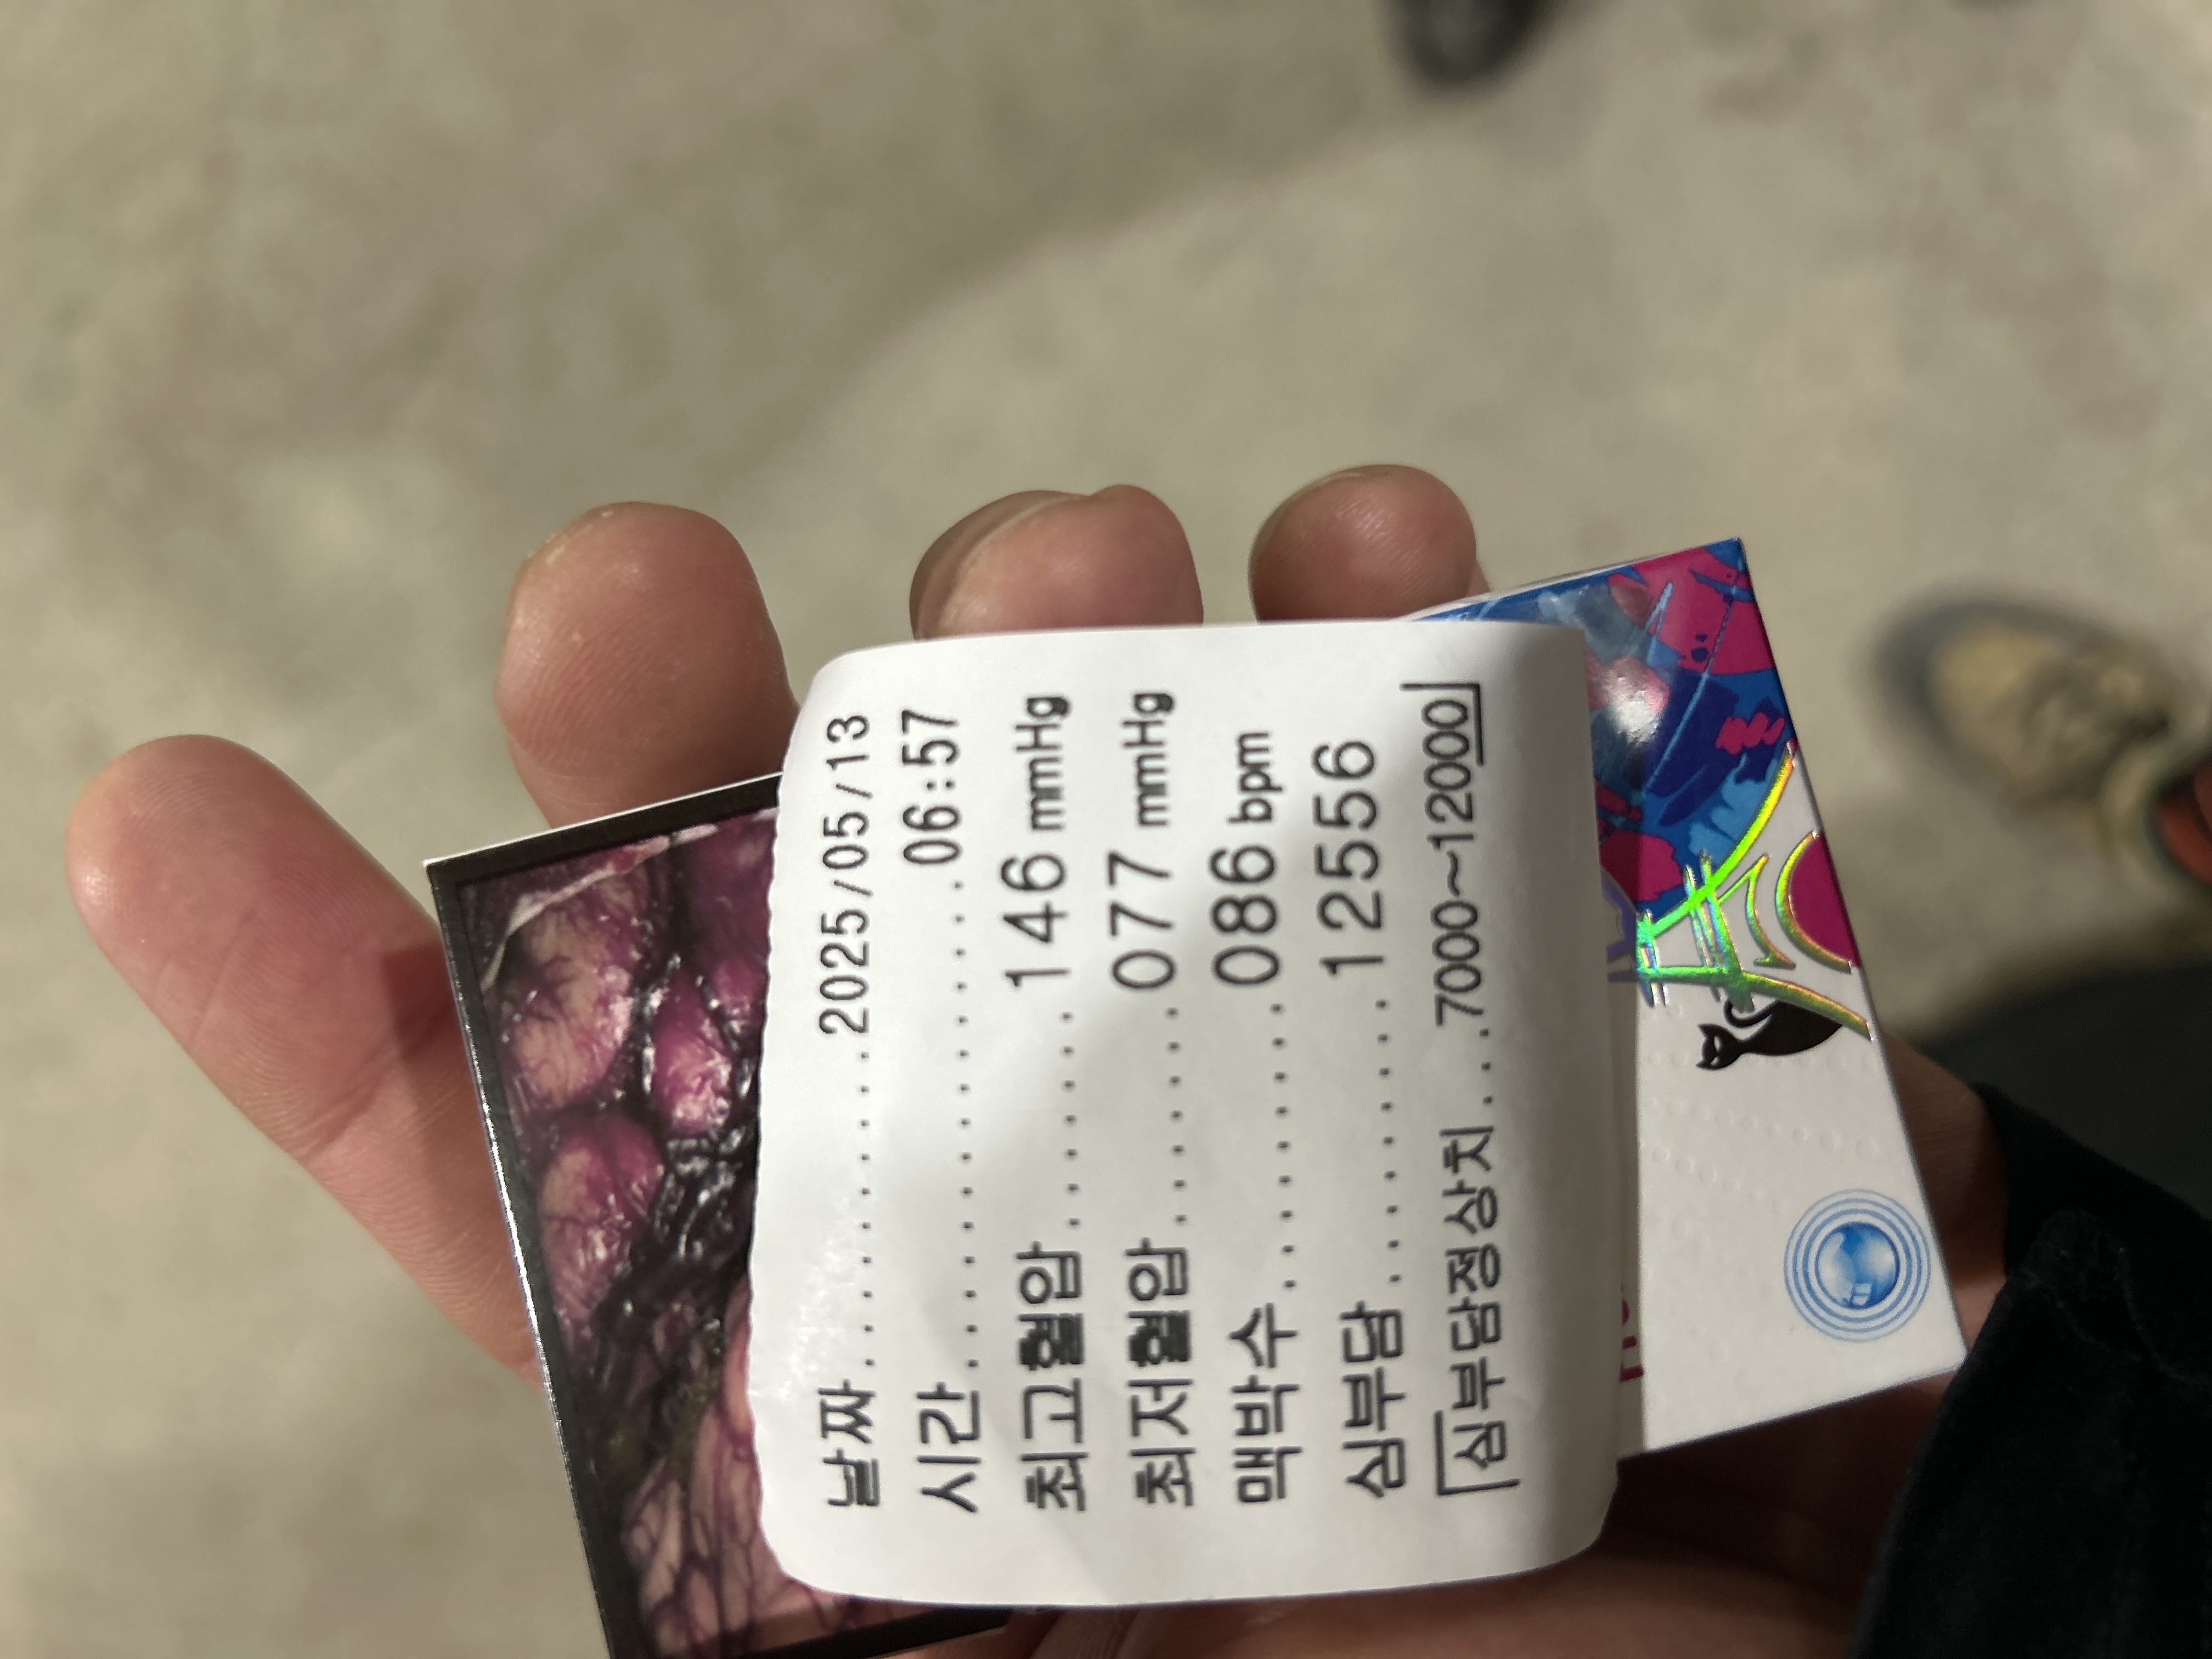 날짜.............2025/05/13
시간..................06:57
최고혈압.........146 mmHg
최저혈압.........077 mmHg
맥박수............086 bpm
심부담............12556
[심부담정상치...7000~12000]